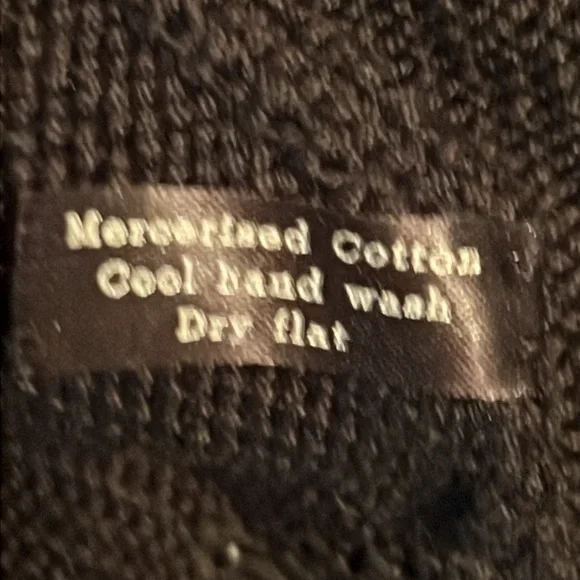 Mercerised Cotton
Cool hand wash
Dry flat